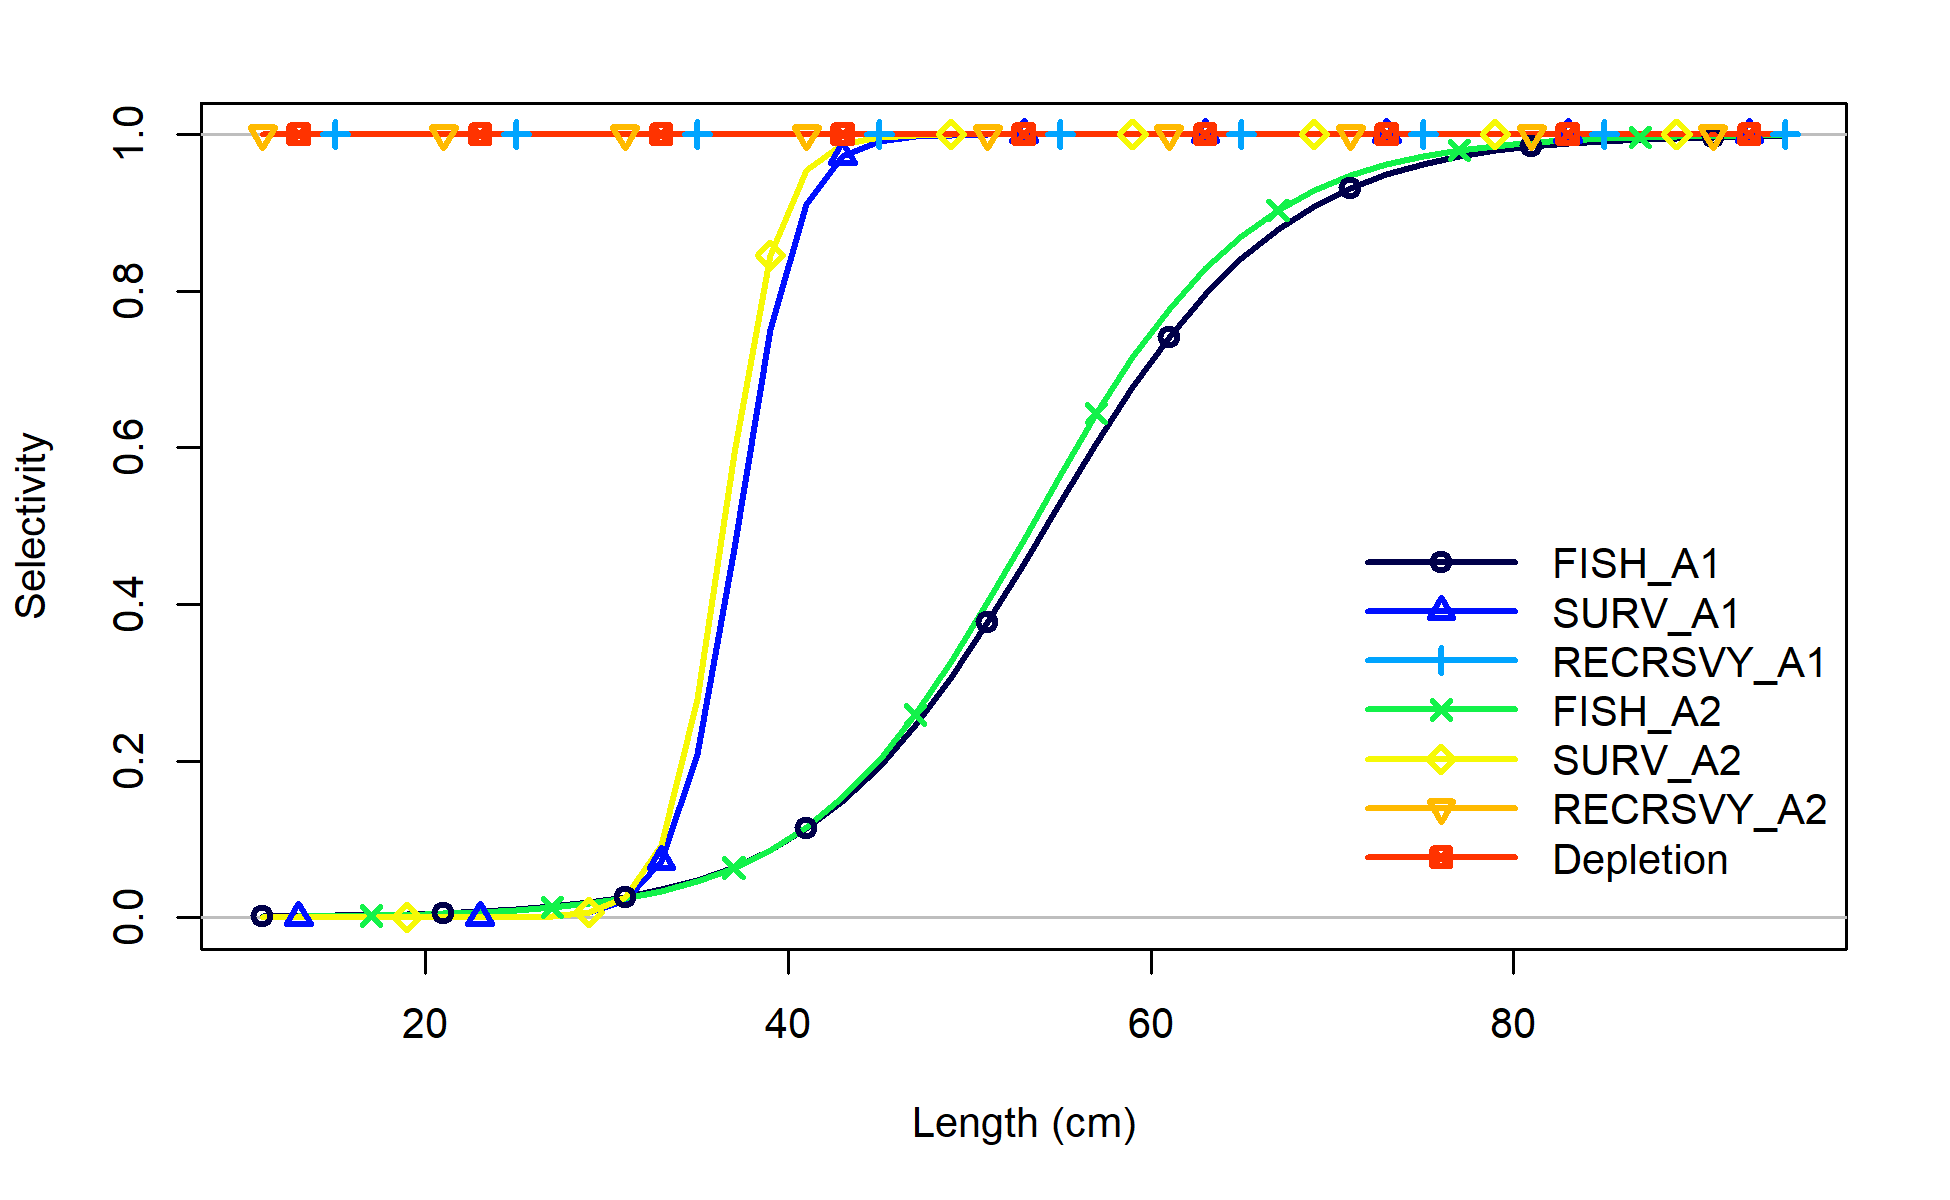 Selectivity
1.0
0.8
0.6
0.4
0.2
0.0
FISH_A1
SURV_A1
RECRSVY_A1
FISH_A2
SURV_A2
RECRSVY_A2
Depletion
20 40 60 80
Length (cm)